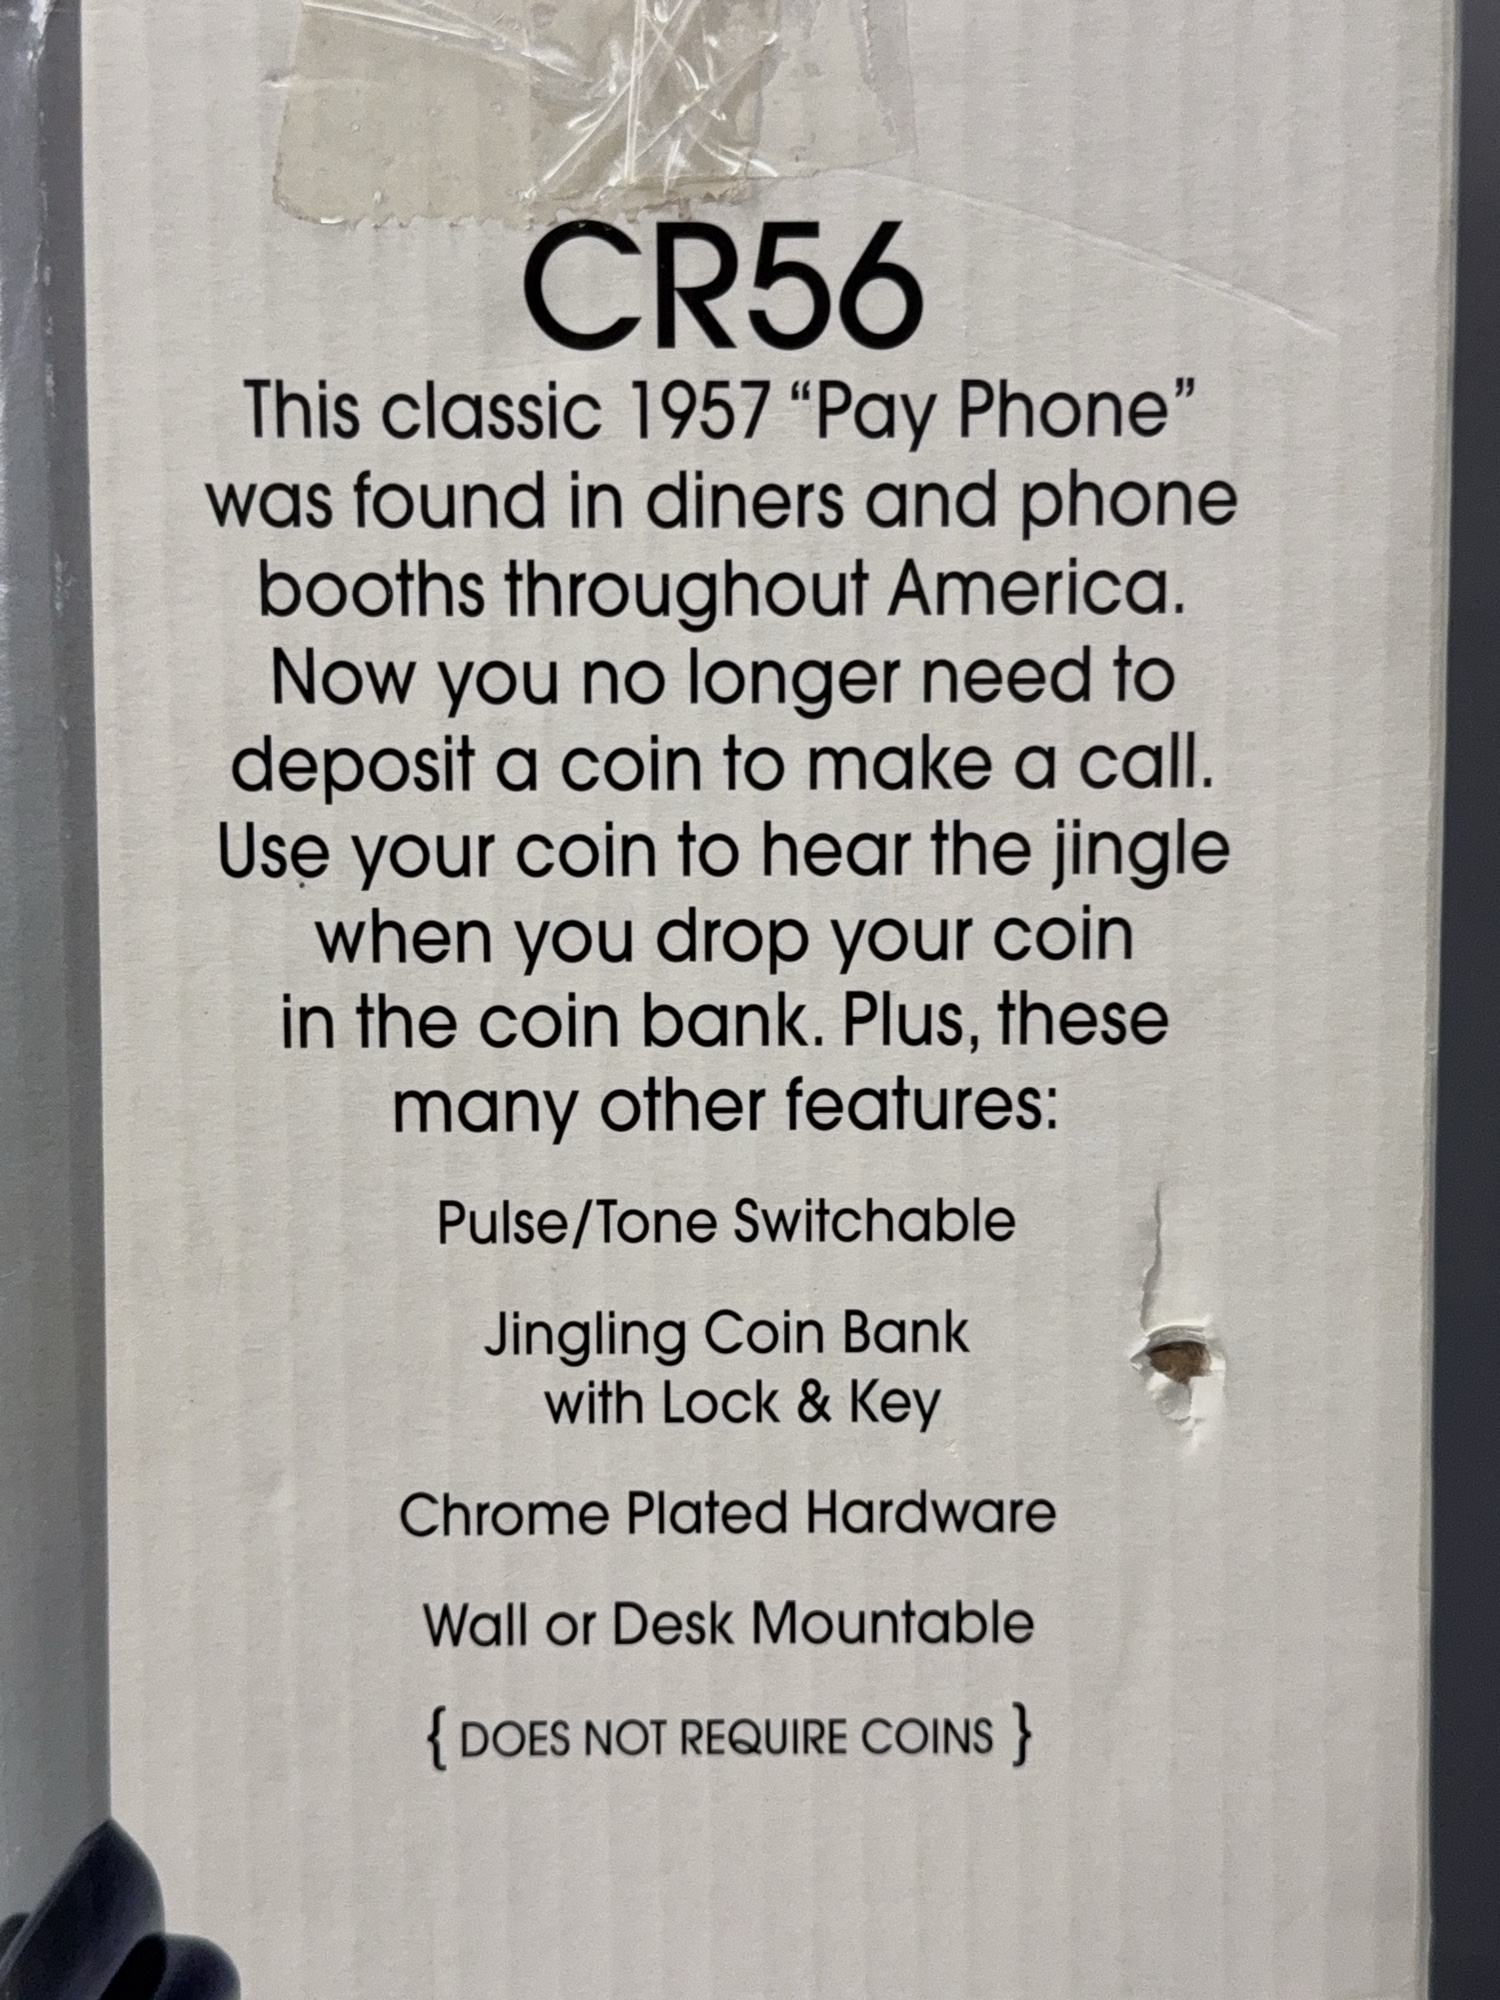 CR56
This classic 1957 “Pay Phone”
was found in diners and phone
booths throughout America.
Now you no longer need to
deposit a coin to make a call.
Use your coin to hear the jingle
when you drop your coin
in the coin bank. Plus, these
many other features:
Pulse/Tone Switchable
Jingling Coin Bank
with Lock & Key
Chrome Plated Hardware
Wall or Desk Mountable
{ DOES NOT REQUIRE COINS }